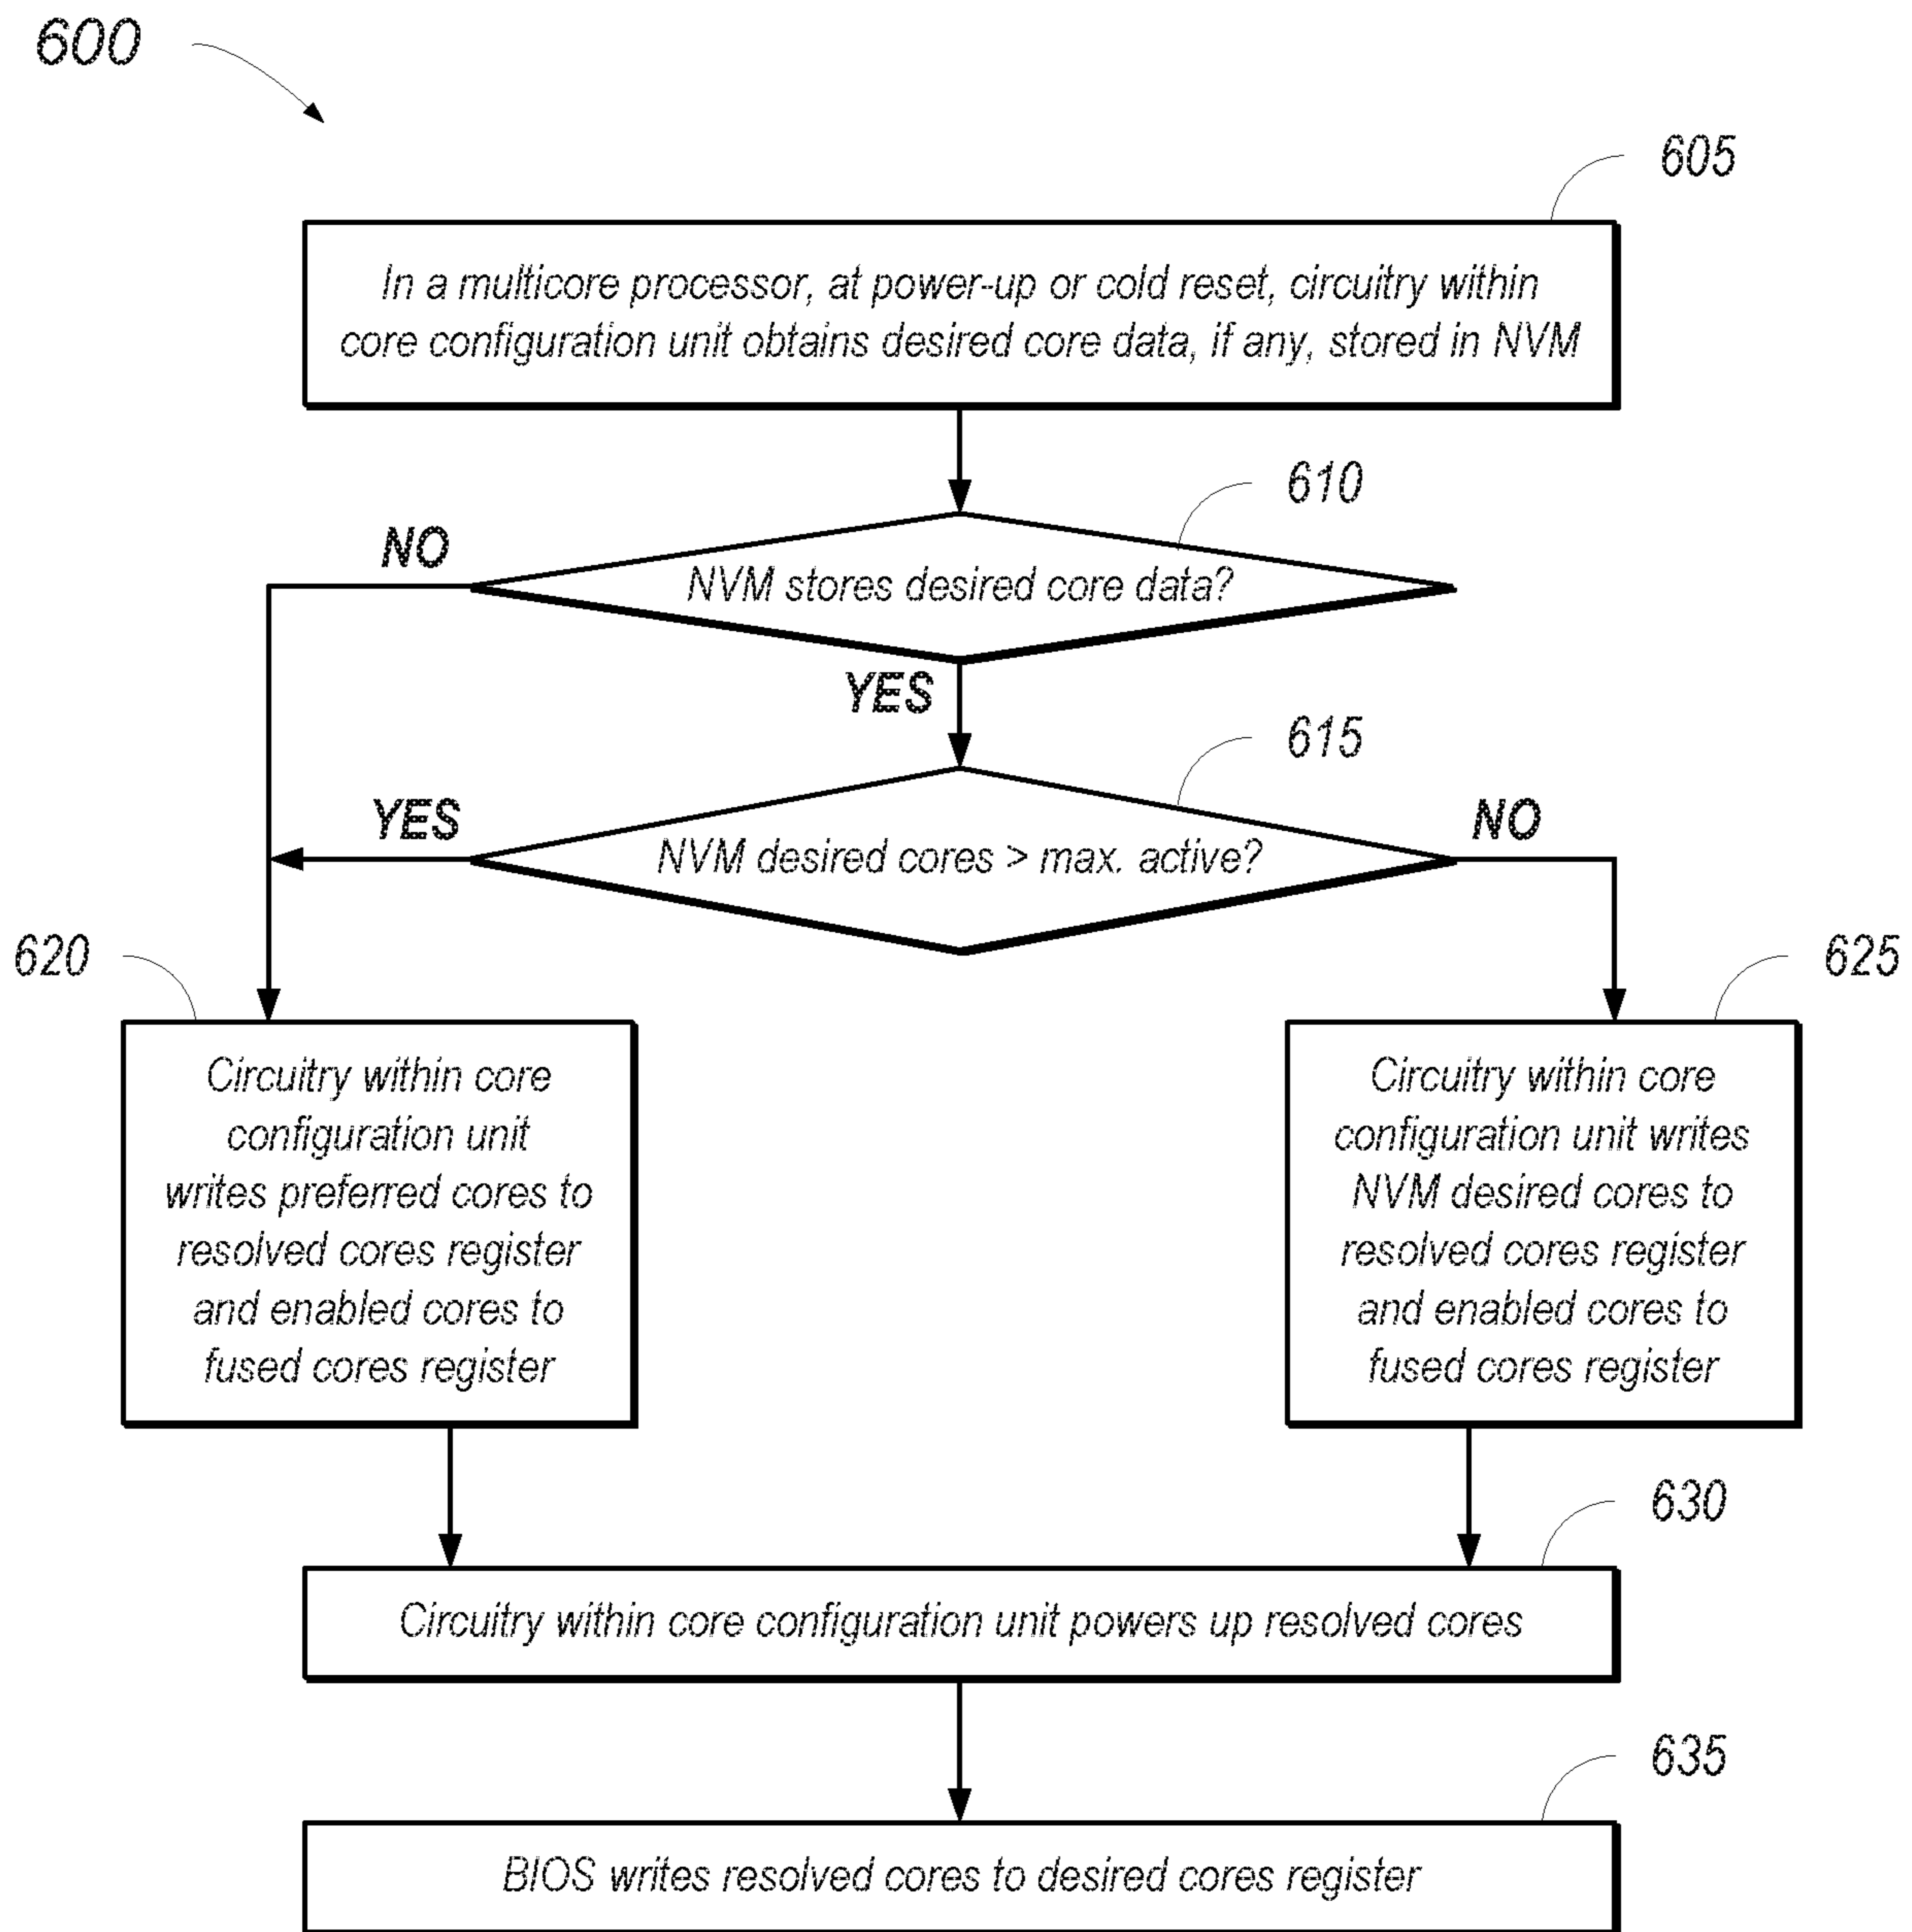 600
605
In a multicore processor, at power-up or cold reset, circuitry within
core configuration unit obtains desired core data, if any, stored in NVM
610
NO
NVM stores desired core data?
YES
615
YES
NO
NVM desired cores > max. active?
620
625
Circuitry within core
configuration unit
writes preferred cores to
resolved cores register
and enabled cores to
fused cores register
Circuitry within core
configuration unit writes
NVM desired cores to
resolved cores register
and enabled cores to
fused cores register
630
Circuitry within core configuration unit powers up resolved cores
635
BIOS writes resolved cores to desired cores register